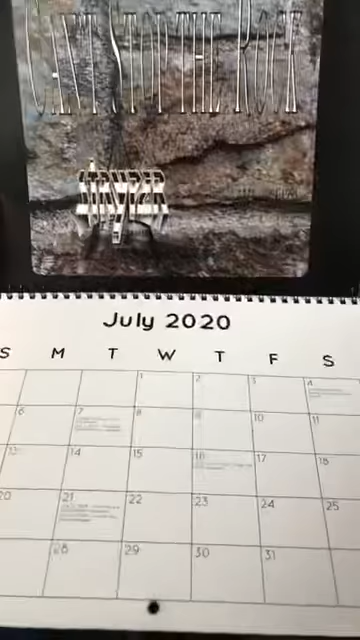 CAN'T STOP THE ROCK
July 2020
S M T W T F S
1 2 3 4
6 7 8 9 10 11
13 14 15 16 17 18
20 21 22 23 24 25
28 29 30 31